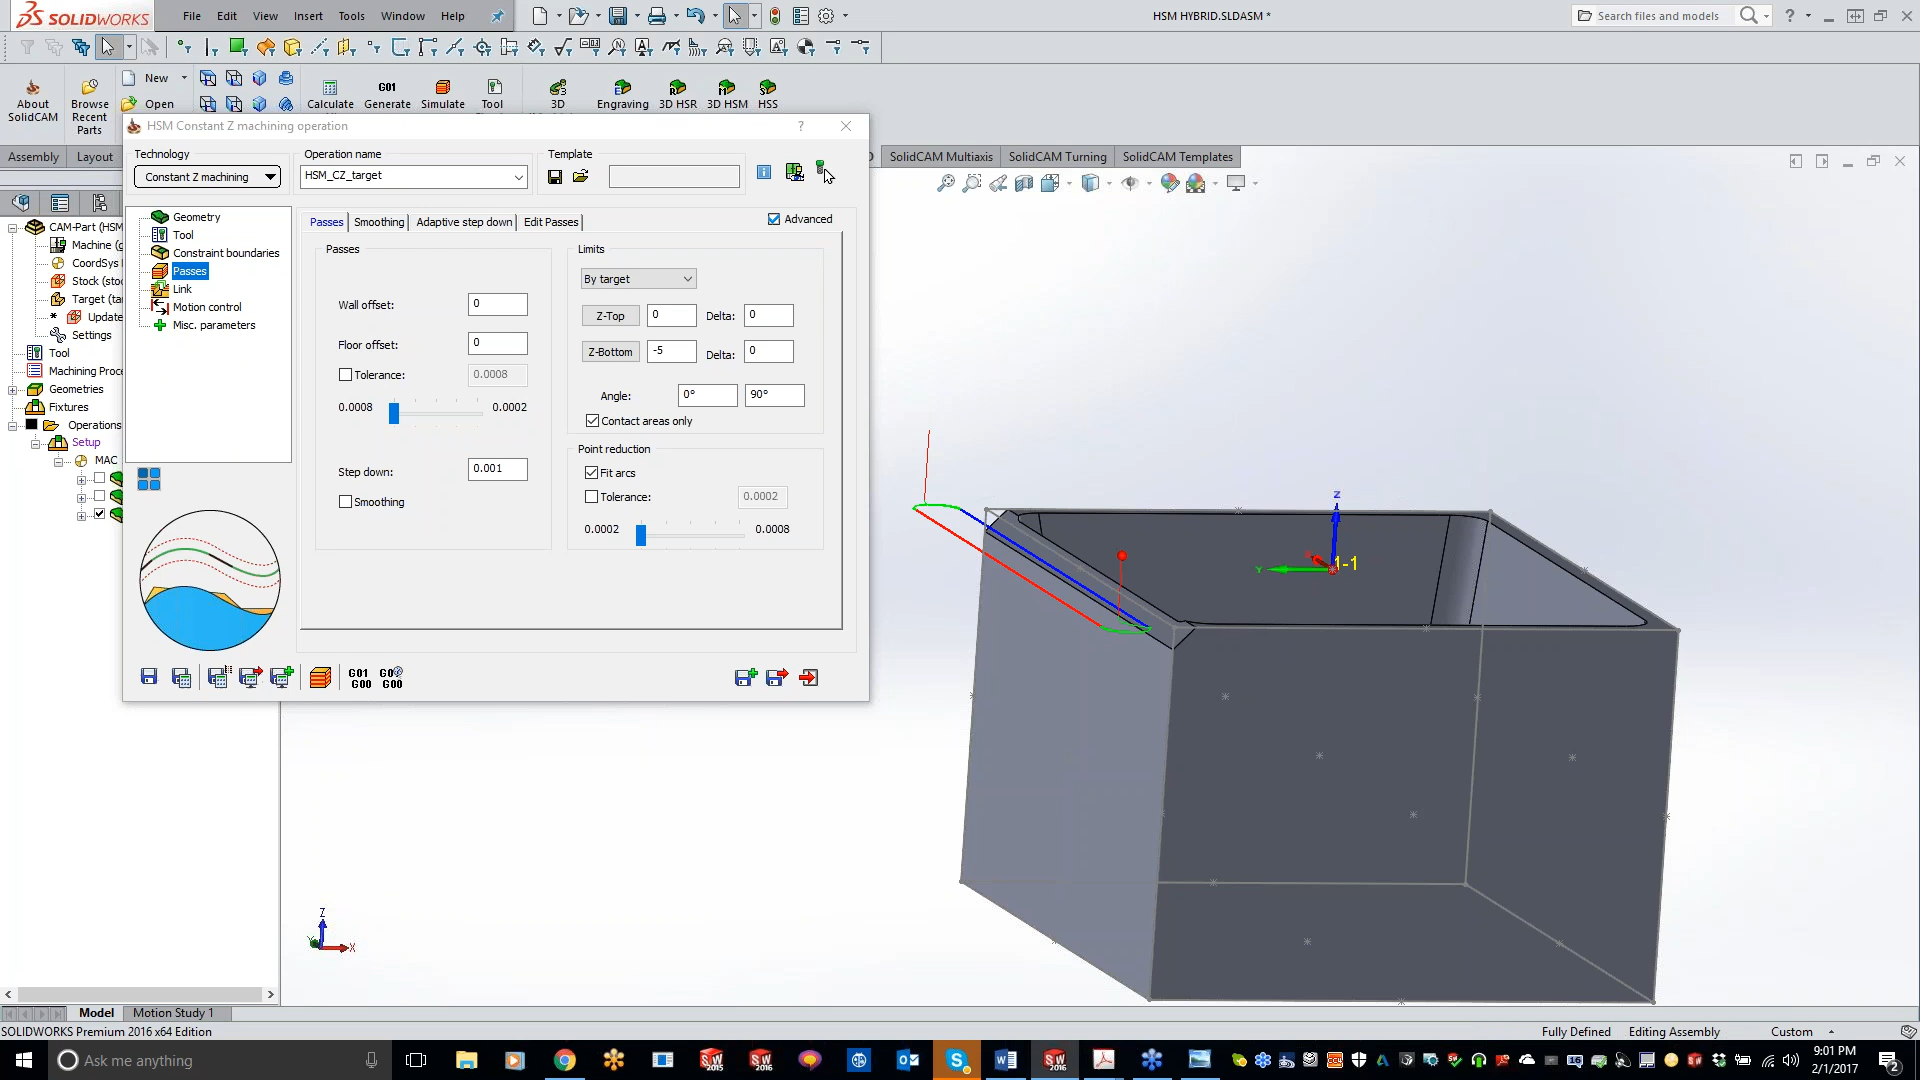 SOLIDWORKS File Edit View Insert Tools Window Help HSM HYBRID.SLDASM * Search files and models
About SolidCAM
Browse Recent Parts
New
Open
Calculate
G01 Generate
Simulate
Tool
3D
Engraving
3D HSR
3D HSM
HSS
Assembly Layout SolidCAM Multiaxis SolidCAM Turning SolidCAM Templates
HSM Constant Z machining operation
Technology
Constant Z machining
Operation name
HSM_CZ_target
Template
CAM-Part (HSM
Machine (g
CoordSys
Stock (stoc
Target (tar
Update
Settings
Tool
Machining Proce
Geometries
Fixtures
Operations
Setup
MAC
Geometry
Tool
Constraint boundaries
Passes
Link
Motion control
Misc. parameters
Passes Smoothing Adaptive step down Edit Passes
Advanced
Passes
Wall offset: 0
Floor offset: 0
Tolerance: 0.0008
0.0008 0.0002
Step down: 0.001
Smoothing
Limits
By target
Z-Top 0 Delta: 0
Z-Bottom -5 Delta: 0
Angle: 0° 90°
Contact areas only
Point reduction
Fit arcs
Tolerance: 0.0002
0.0002 0.0008
G01 G00
G00 G00
Z
Y
1-1
Z
Y
X
Model Motion Study 1
SOLIDWORKS Premium 2016 x64 Edition Fully Defined Editing Assembly Custom
Ask me anything
9:01 PM
2/1/2017